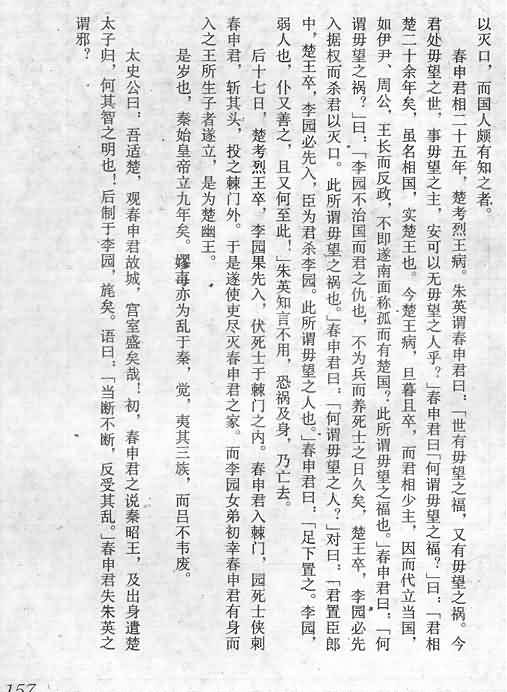 以灭口，而国人颇有知之者。
春申君相二十五年，楚考烈王病。朱英谓春申君曰：「世有毋望之福，又有毋望之祸。今
君处毋望之世，事毋望之主，安可以无毋望之人乎？」春申君曰「何谓毋望之福？」曰：「君相
楚二十余年矣，虽名相国，实楚王也。今楚王病，旦暮且卒，而君相少主，因而代立当国，
如伊尹、周公，王长而反政，不即遂南面称孤而有楚国？此所谓毋望之福也。」春申君曰：「何
谓毋望之祸？」曰：「李园不治国而君之仇也，不为兵而养死士之日久矣，楚王卒，李园必先
入据权而杀君以灭口。此所谓毋望之祸也。」春申君曰：「何谓毋望之人？」对曰：「君置臣郎
中，楚王卒，李园必先入，臣为君杀李园。此所谓毋望之人也。」春申君曰：「足下置之。李园，
弱人也，仆又善之，且又何至此！」朱英知言不用，恐祸及身，乃亡去。
后十七日，楚考烈王卒，李园果先入，伏死士于棘门之内。春申君入棘门，园死士侠刺
春申君，斩其头，投之棘门外。于是遂使吏尽灭春申君之家。而李园女弟初幸春申君有身而
入之王所生子者遂立，是为楚幽王。
是岁也，秦始皇帝立九年矣。嫪毐亦为乱于秦，觉，夷其三族，而吕不韦废。
太史公曰：吾适楚，观春申君故城，宫室盛矣哉！初，春申君之说秦昭王，及出身遣楚
太子归，何其智之明也！后制于李园，旄矣。语曰：「当断不断，反受其乱。」春申君失朱英之
谓邪？
157